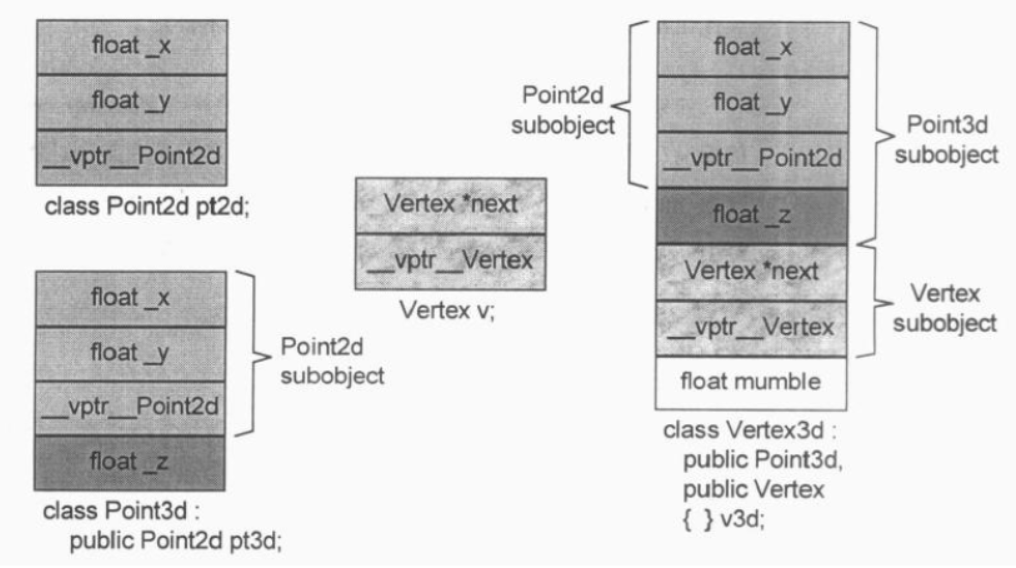 float _x
float _y
__vptr__Point2d
class Point2d pt2d;
float _x
float _y
__vptr__Point2d
float _z
Point2d
subobject
class Point3d :
public Point2d pt3d;
Vertex *next
__vptr__Vertex
Vertex v;
Point2d
subobject
float _x
float _y
__vptr__Point2d
float _z
Vertex *next
__vptr__Vertex
float mumble
Point3d
subobject
Vertex
subobject
class Vertex3d :
public Point3d,
public Vertex
{ } v3d;